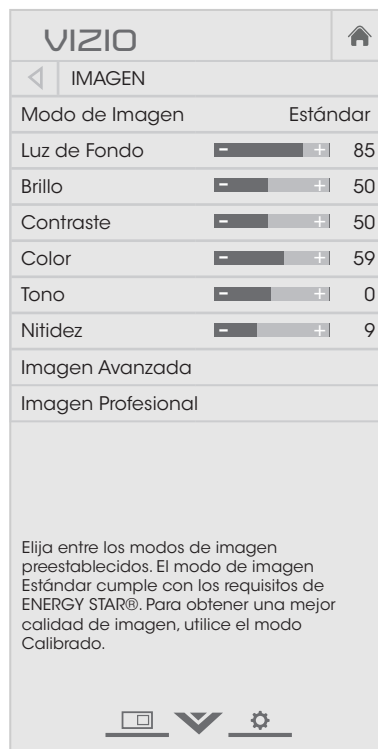 VIZIO
IMAGEN
Modo de Imagen Estándar
Luz de Fondo - + 85
Brillo - + 50
Contraste - + 50
Color - + 59
Tono - + 0
Nitidez - + 9
Imagen Avanzada
Imagen Profesional
Elija entre los modos de imagen
preestablecidos. El modo de imagen
Estándar cumple con los requisitos de
ENERGY STAR®. Para obtener una mejor
calidad de imagen, utilice el modo
Calibrado.